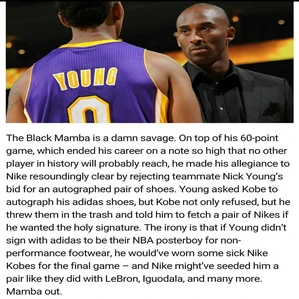 YOUNG
0
The Black Mamba is a damn savage. On top of his 60-point
game, which ended his career on a note so high that no other
player in history will probably reach, he made his allegiance to
Nike resoundingly clear by rejecting teammate Nick Young's
bid for an autographed pair of shoes. Young asked Kobe to
autograph his adidas shoes, but Kobe not only refused, but he
threw them in the trash and told him to fetch a pair of Nikes if
he wanted the holy signature. The irony is that if Young didn't
sign with adidas to be their NBA posterboy for non-
performance footwear, he would've worn some sick Nike
Kobes for the final game – and Nike might've seeded him a
pair like they did with LeBron, Iguodala, and many more.
Mamba out.